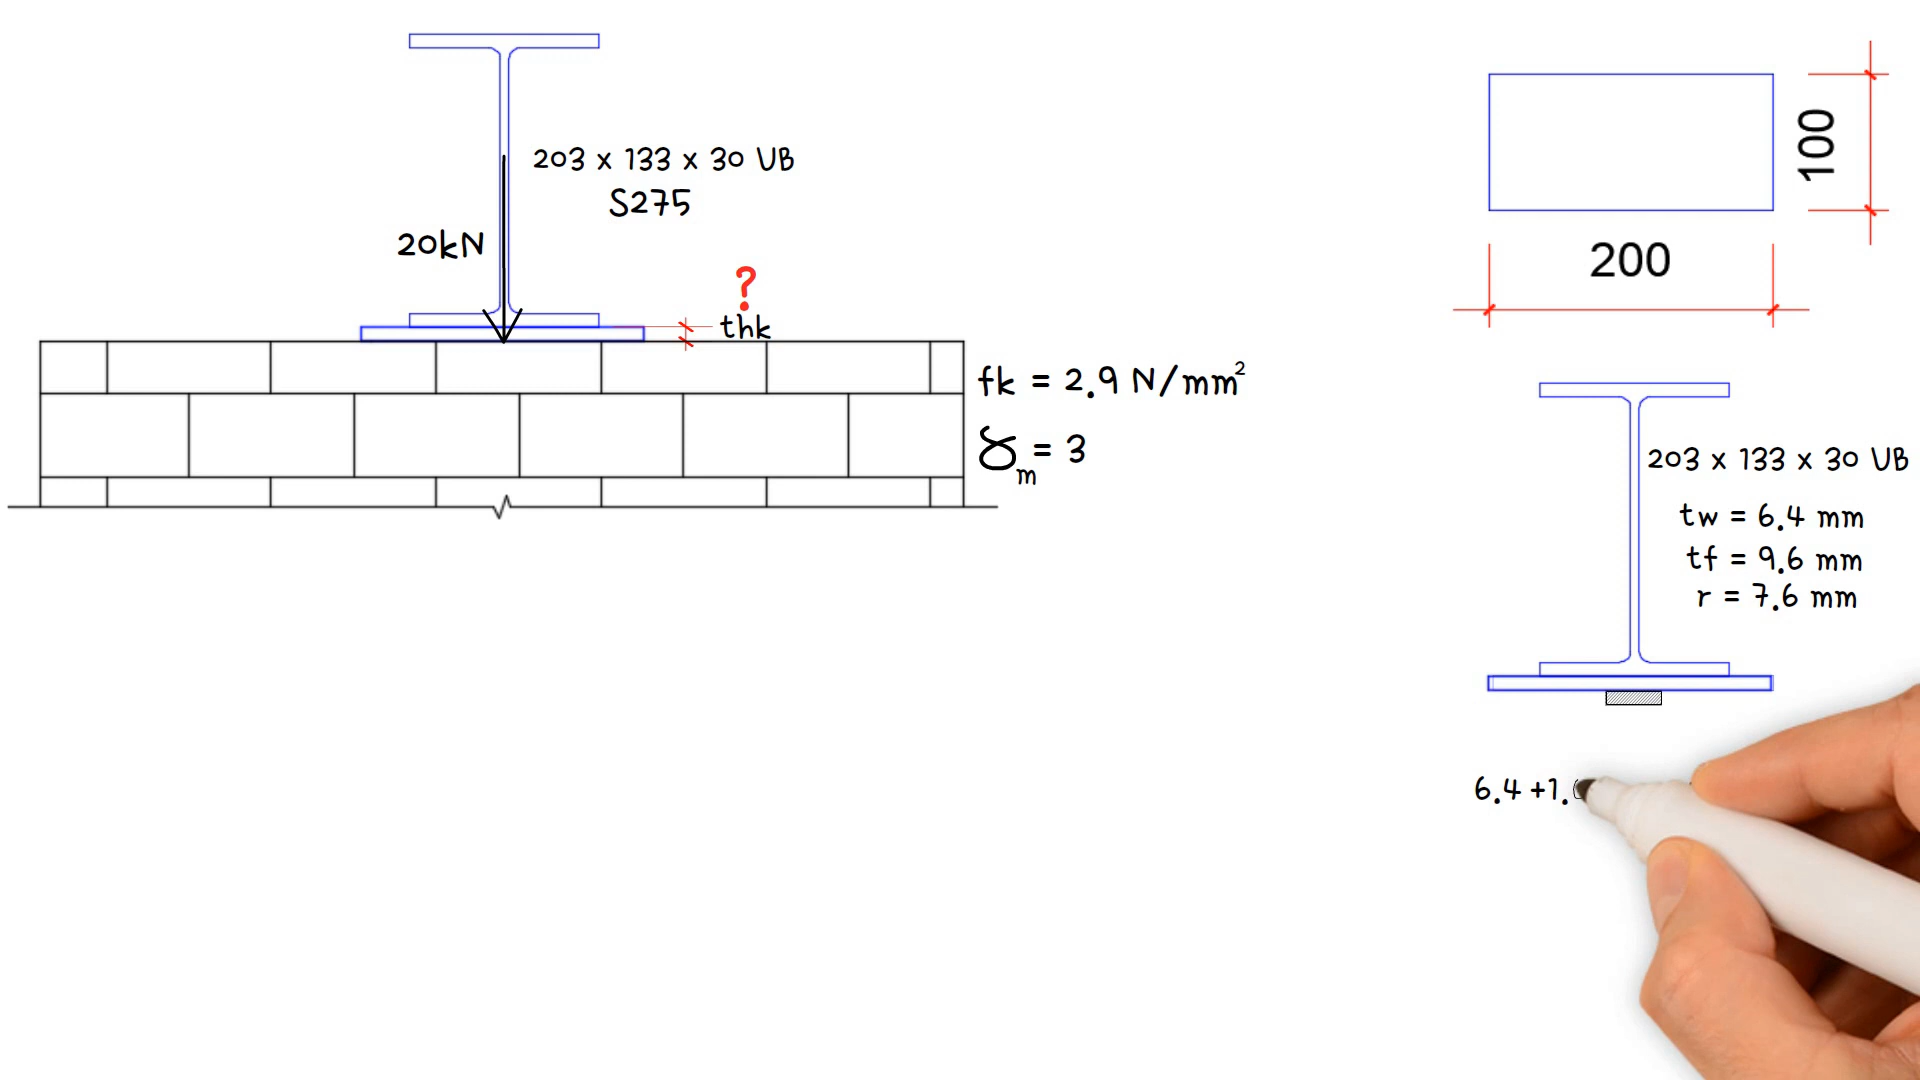 203 x 133 x 30 UB
S275
20kN
?
thk
fk = 2.9 N/mm²
γm = 3
100
200
203 x 133 x 30 UB
tw = 6.4 mm
tf = 9.6 mm
r = 7.6 mm
6.4 +1.